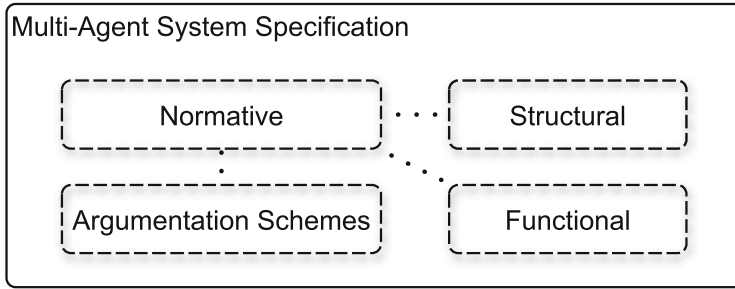 Multi-Agent System Specification
Normative
Structural
Argumentation Schemes
Functional